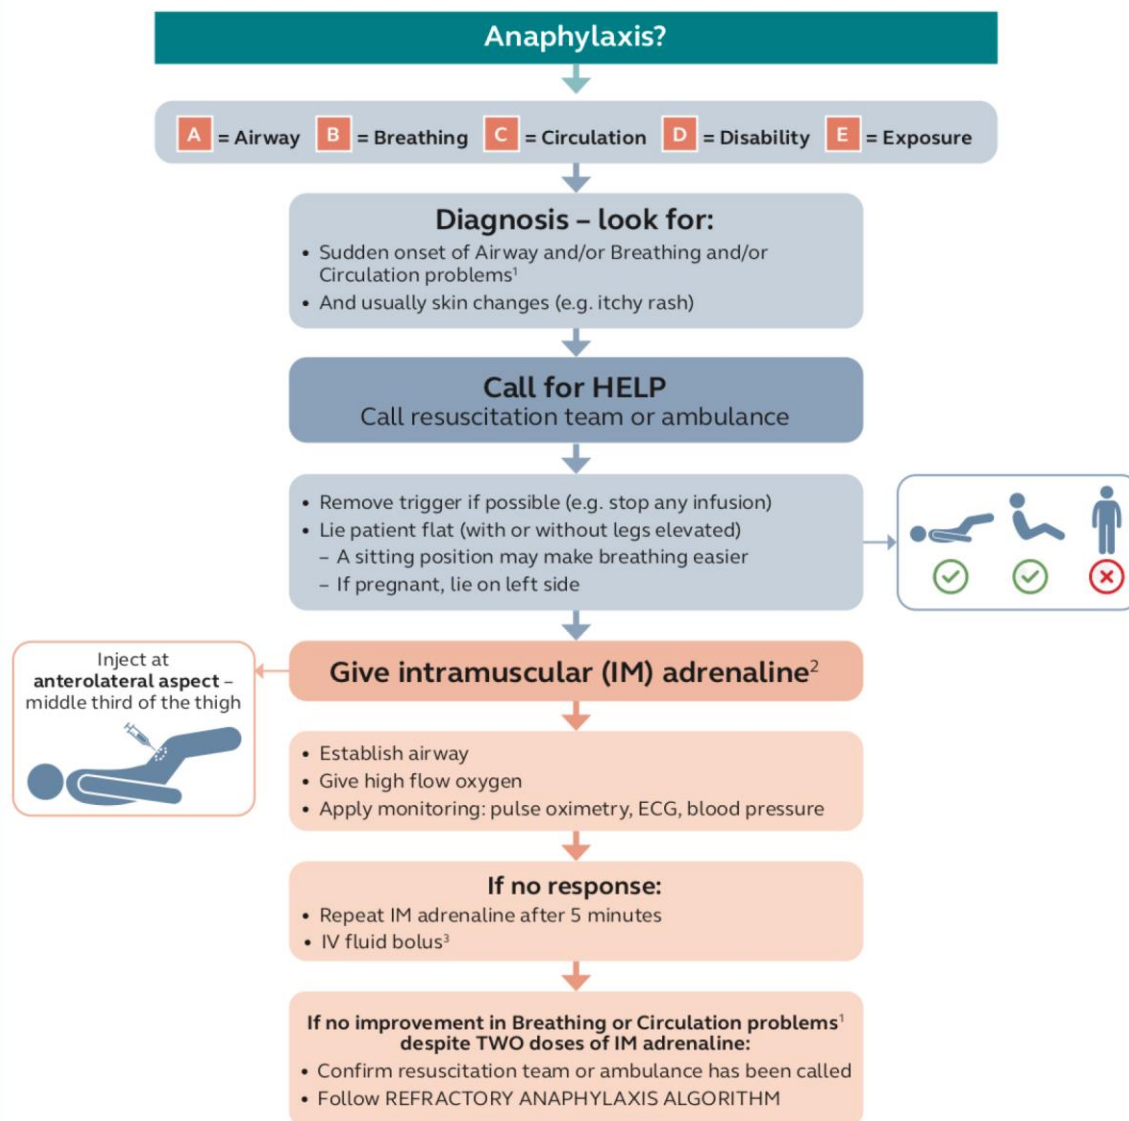 Anaphylaxis?
A = Airway B = Breathing C = Circulation D = Disability E = Exposure
Diagnosis – look for:
• Sudden onset of Airway and/or Breathing and/or
Circulation problems¹
• And usually skin changes (e.g. itchy rash)
Call for HELP
Call resuscitation team or ambulance
• Remove trigger if possible (e.g. stop any infusion)
• Lie patient flat (with or without legs elevated)
– A sitting position may make breathing easier
– If pregnant, lie on left side
Inject at
anterolateral aspect –
middle third of the thigh
Give intramuscular (IM) adrenaline²
• Establish airway
• Give high flow oxygen
• Apply monitoring: pulse oximetry, ECG, blood pressure
If no response:
• Repeat IM adrenaline after 5 minutes
• IV fluid bolus³
If no improvement in Breathing or Circulation problems¹
despite TWO doses of IM adrenaline:
• Confirm resuscitation team or ambulance has been called
• Follow REFRACTORY ANAPHYLAXIS ALGORITHM